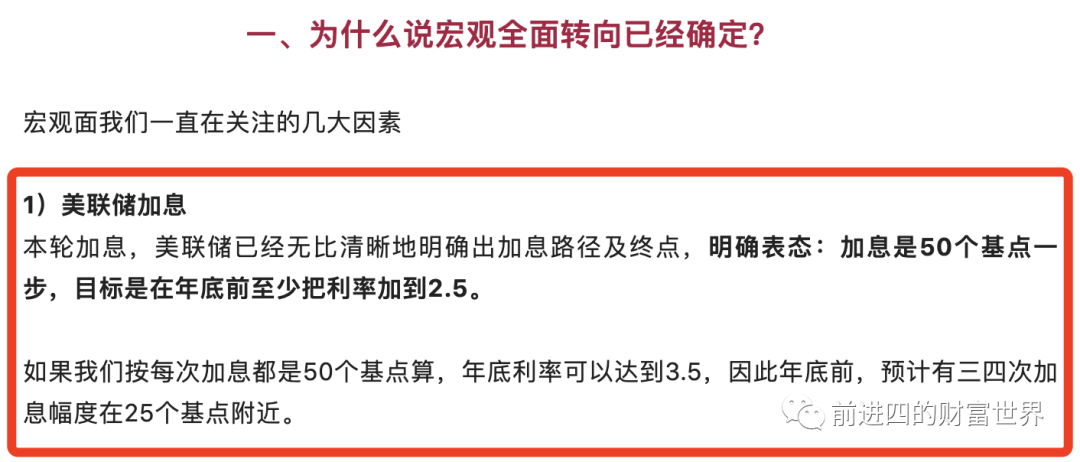 一、为什么说宏观全面转向已经确定?
宏观面我们一直在关注的几大因素
1）美联储加息
本轮加息，美联储已经无比清晰地明确出加息路径及终点，明确表态：加息是50个基点一
步，目标是在年底前至少把利率加到2.5。
如果我们按每次加息都是50个基点算，年底利率可以达到3.5，因此年底前，预计有三四次加
息幅度在25个基点附近。
前进四的财富世界